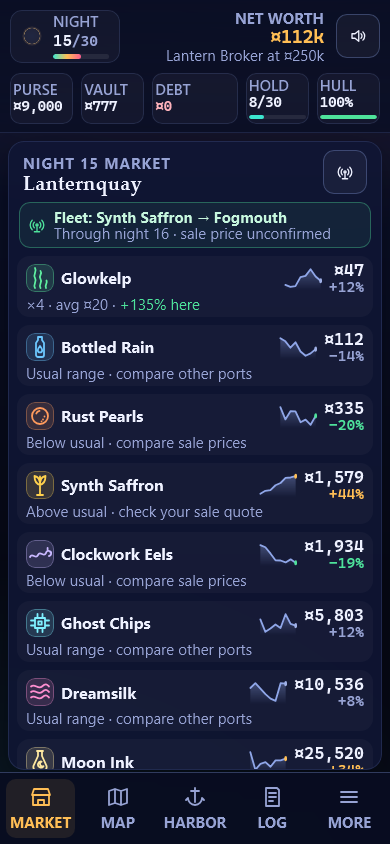 NIGHT
15/30
NET WORTH
¤112k
Lantern Broker at ¤250k
PURSE
¤9,000
VAULT
¤777
DEBT
¤0
HOLD
8/30
HULL
100%
NIGHT 15 MARKET
Lanternquay
Fleet: Synth Saffron → Fogmouth
Through night 16 · sale price unconfirmed
Glowkelp
¤47
+12%
×4 · avg ¤20 · +135% here
Bottled Rain
¤112
−14%
Usual range · compare other ports
Rust Pearls
¤335
−20%
Below usual · compare sale prices
Synth Saffron
¤1,579
+44%
Above usual · check your sale quote
Clockwork Eels
¤1,934
−19%
Below usual · compare sale prices
Ghost Chips
¤5,803
+12%
Usual range · compare other ports
Dreamsilk
¤10,536
+8%
Usual range · compare other ports
Moon Ink
¤25,520
MARKET
MAP
HARBOR
LOG
MORE